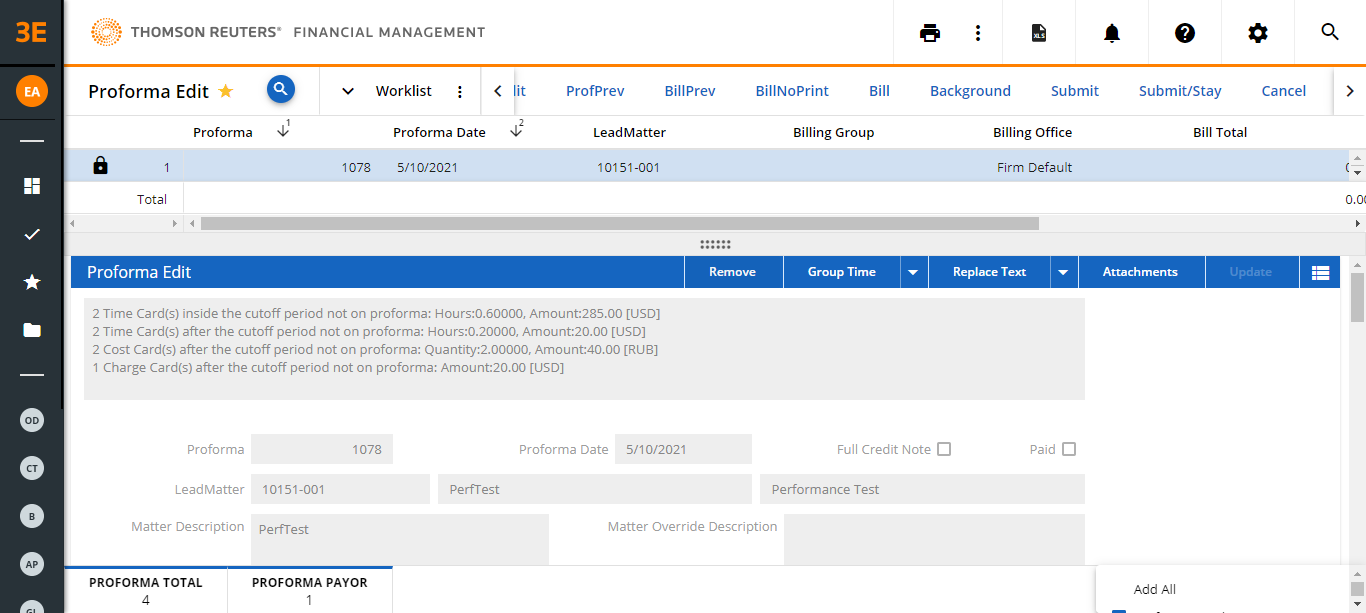 3E
THOMSON REUTERS® FINANCIAL MANAGEMENT
XLS
EA
Proforma Edit
Worklist
ProfPrev
BillPrev
BillNoPrint
Bill
Background
Submit
Submit/Stay
Cancel
Proforma 1
Proforma Date 2
LeadMatter
Billing Group
Billing Office
Bill Total
1
1078
5/10/2021
10151-001
Firm Default
Total
0.00
Proforma Edit
Remove
Group Time
Replace Text
Attachments
Update
2 Time Card(s) inside the cutoff period not on proforma: Hours:0.60000, Amount:285.00 [USD]
2 Time Card(s) after the cutoff period not on proforma: Hours:0.20000, Amount:20.00 [USD]
2 Cost Card(s) after the cutoff period not on proforma: Quantity:2.00000, Amount:40.00 [RUB]
1 Charge Card(s) after the cutoff period not on proforma: Amount:20.00 [USD]
OD
CT
B
AP
Proforma 1078
Proforma Date 5/10/2021
Full Credit Note
Paid
LeadMatter 10151-001
PerfTest
Performance Test
Matter Description PerfTest
Matter Override Description
PROFORMA TOTAL
4
PROFORMA PAYOR
1
Add All